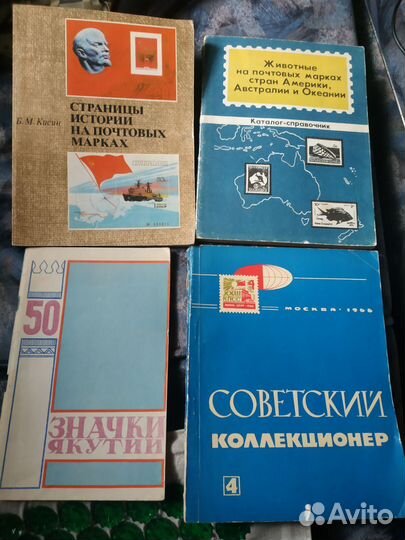 Б. М. Кисин
СТРАНИЦЫ
ИСТОРИИ
НА ПОЧТОВЫХ
МАРКАХ
Животные
на почтовых марках
стран Америки,
Австралии и Океании
Каталог-справочник
50
ЗНАЧКИ
ЯКУТИИ
МОСКВА · 1966
СОВЕТСКИЙ
КОЛЛЕКЦИОНЕР
4
Avito